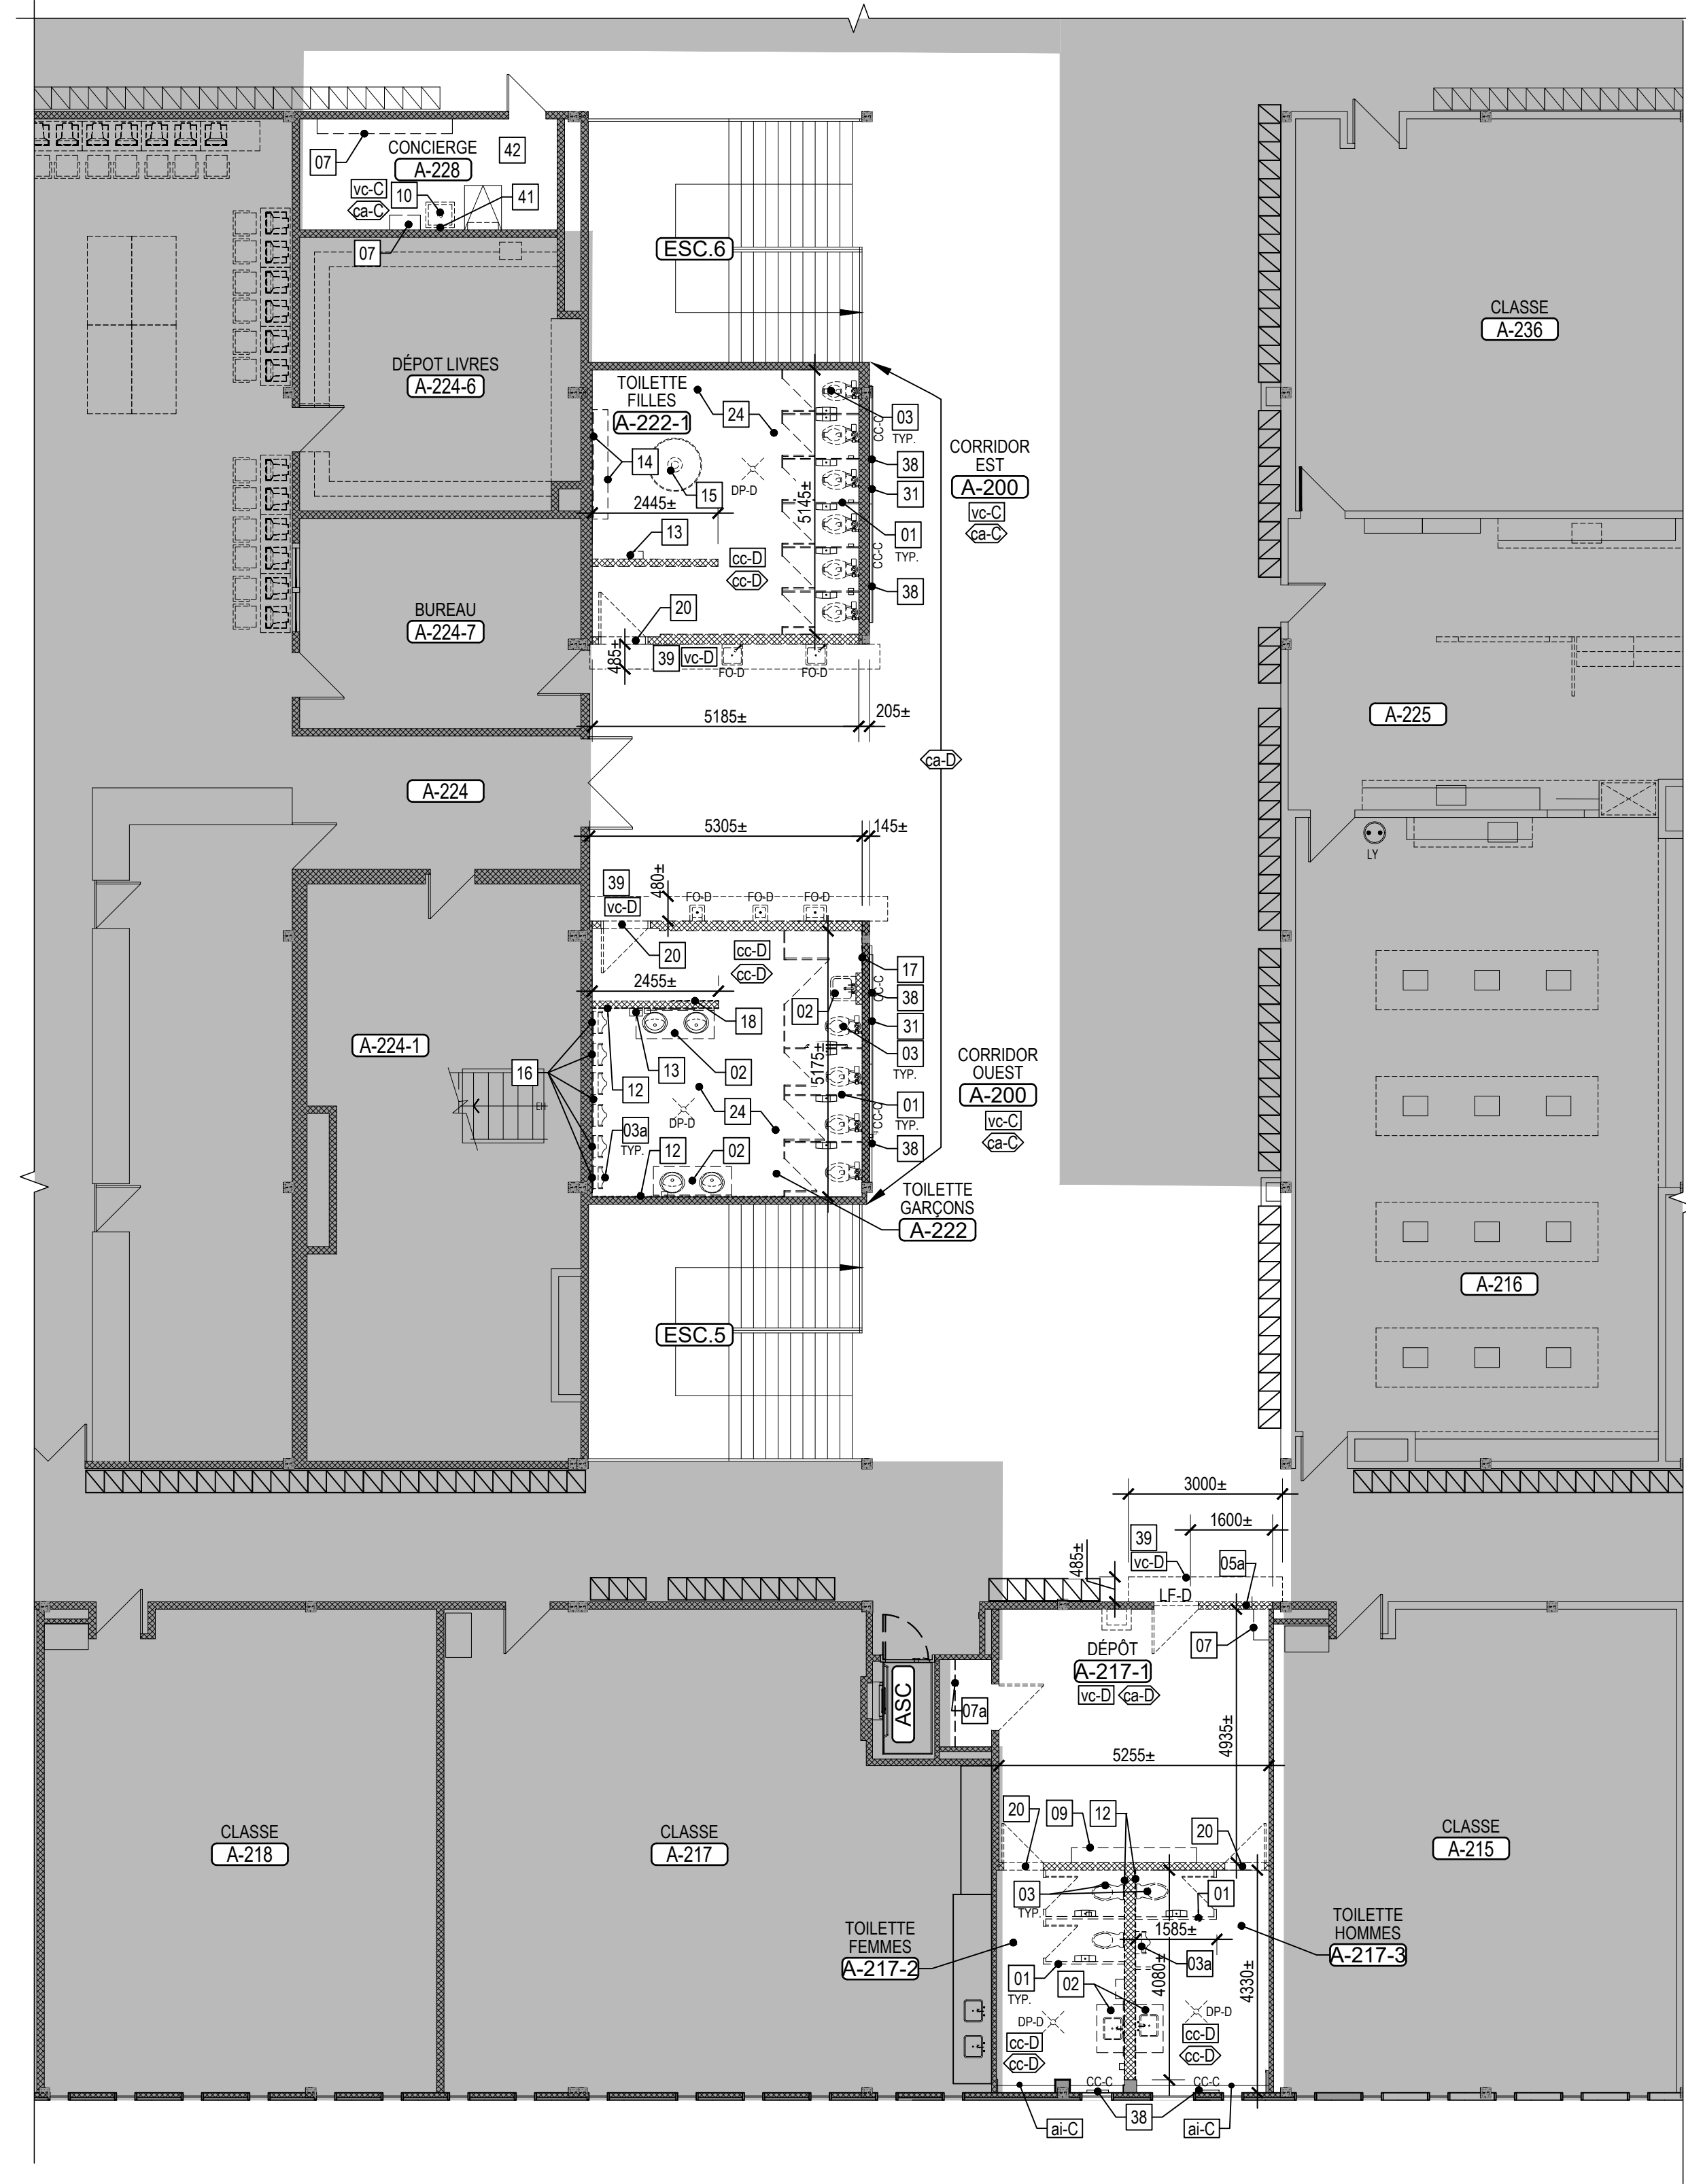 CONCIERGE
A-228
42
07
vc-C
10
41
ca-C
07
ESC.6
CLASSE
A-236
DÉPOT LIVRES
A-224-6
TOILETTE
FILLES
A-222-1
24
03
TYP.
CC-C
38
14
15
DP-D
31
2445±
5145±
13
01
TYP.
CC-C
cc-D
cc-D
38
CORRIDOR
EST
A-200
vc-C
ca-C
BUREAU
A-224-7
20
485±
39
vc-D
FO-D
FO-D
5185±
205±
A-225
ca-D
A-224
5305±
145±
LY
39
vc-D
480±
FO-D
FO-D
FO-D
20
cc-D
cc-D
17
2455±
CC-C
38
02
18
31
A-224-1
03
TYP.
5175±
16
12
13
02
01
TYP.
CC-C
24
EH
DP-D
03a
TYP.
12
02
38
CORRIDOR
OUEST
A-200
vc-C
ca-C
TOILETTE
GARÇONS
A-222
A-216
ESC.5
3000±
1600±
39
vc-D
485±
05a
LF-D
07
DÉPÔT
A-217-1
vc-D
ca-D
ASC
07a
4935±
5255±
20
09
12
20
CLASSE
A-218
CLASSE
A-217
CLASSE
A-215
03
TYP.
01
TOILETTE
FEMMES
A-217-2
1585±
TOILETTE
HOMMES
A-217-3
03a
01
TYP.
02
4080±
4330±
DP-D
DP-D
cc-D
cc-D
cc-D
cc-D
CC-C
CC-C
38
ai-C
ai-C